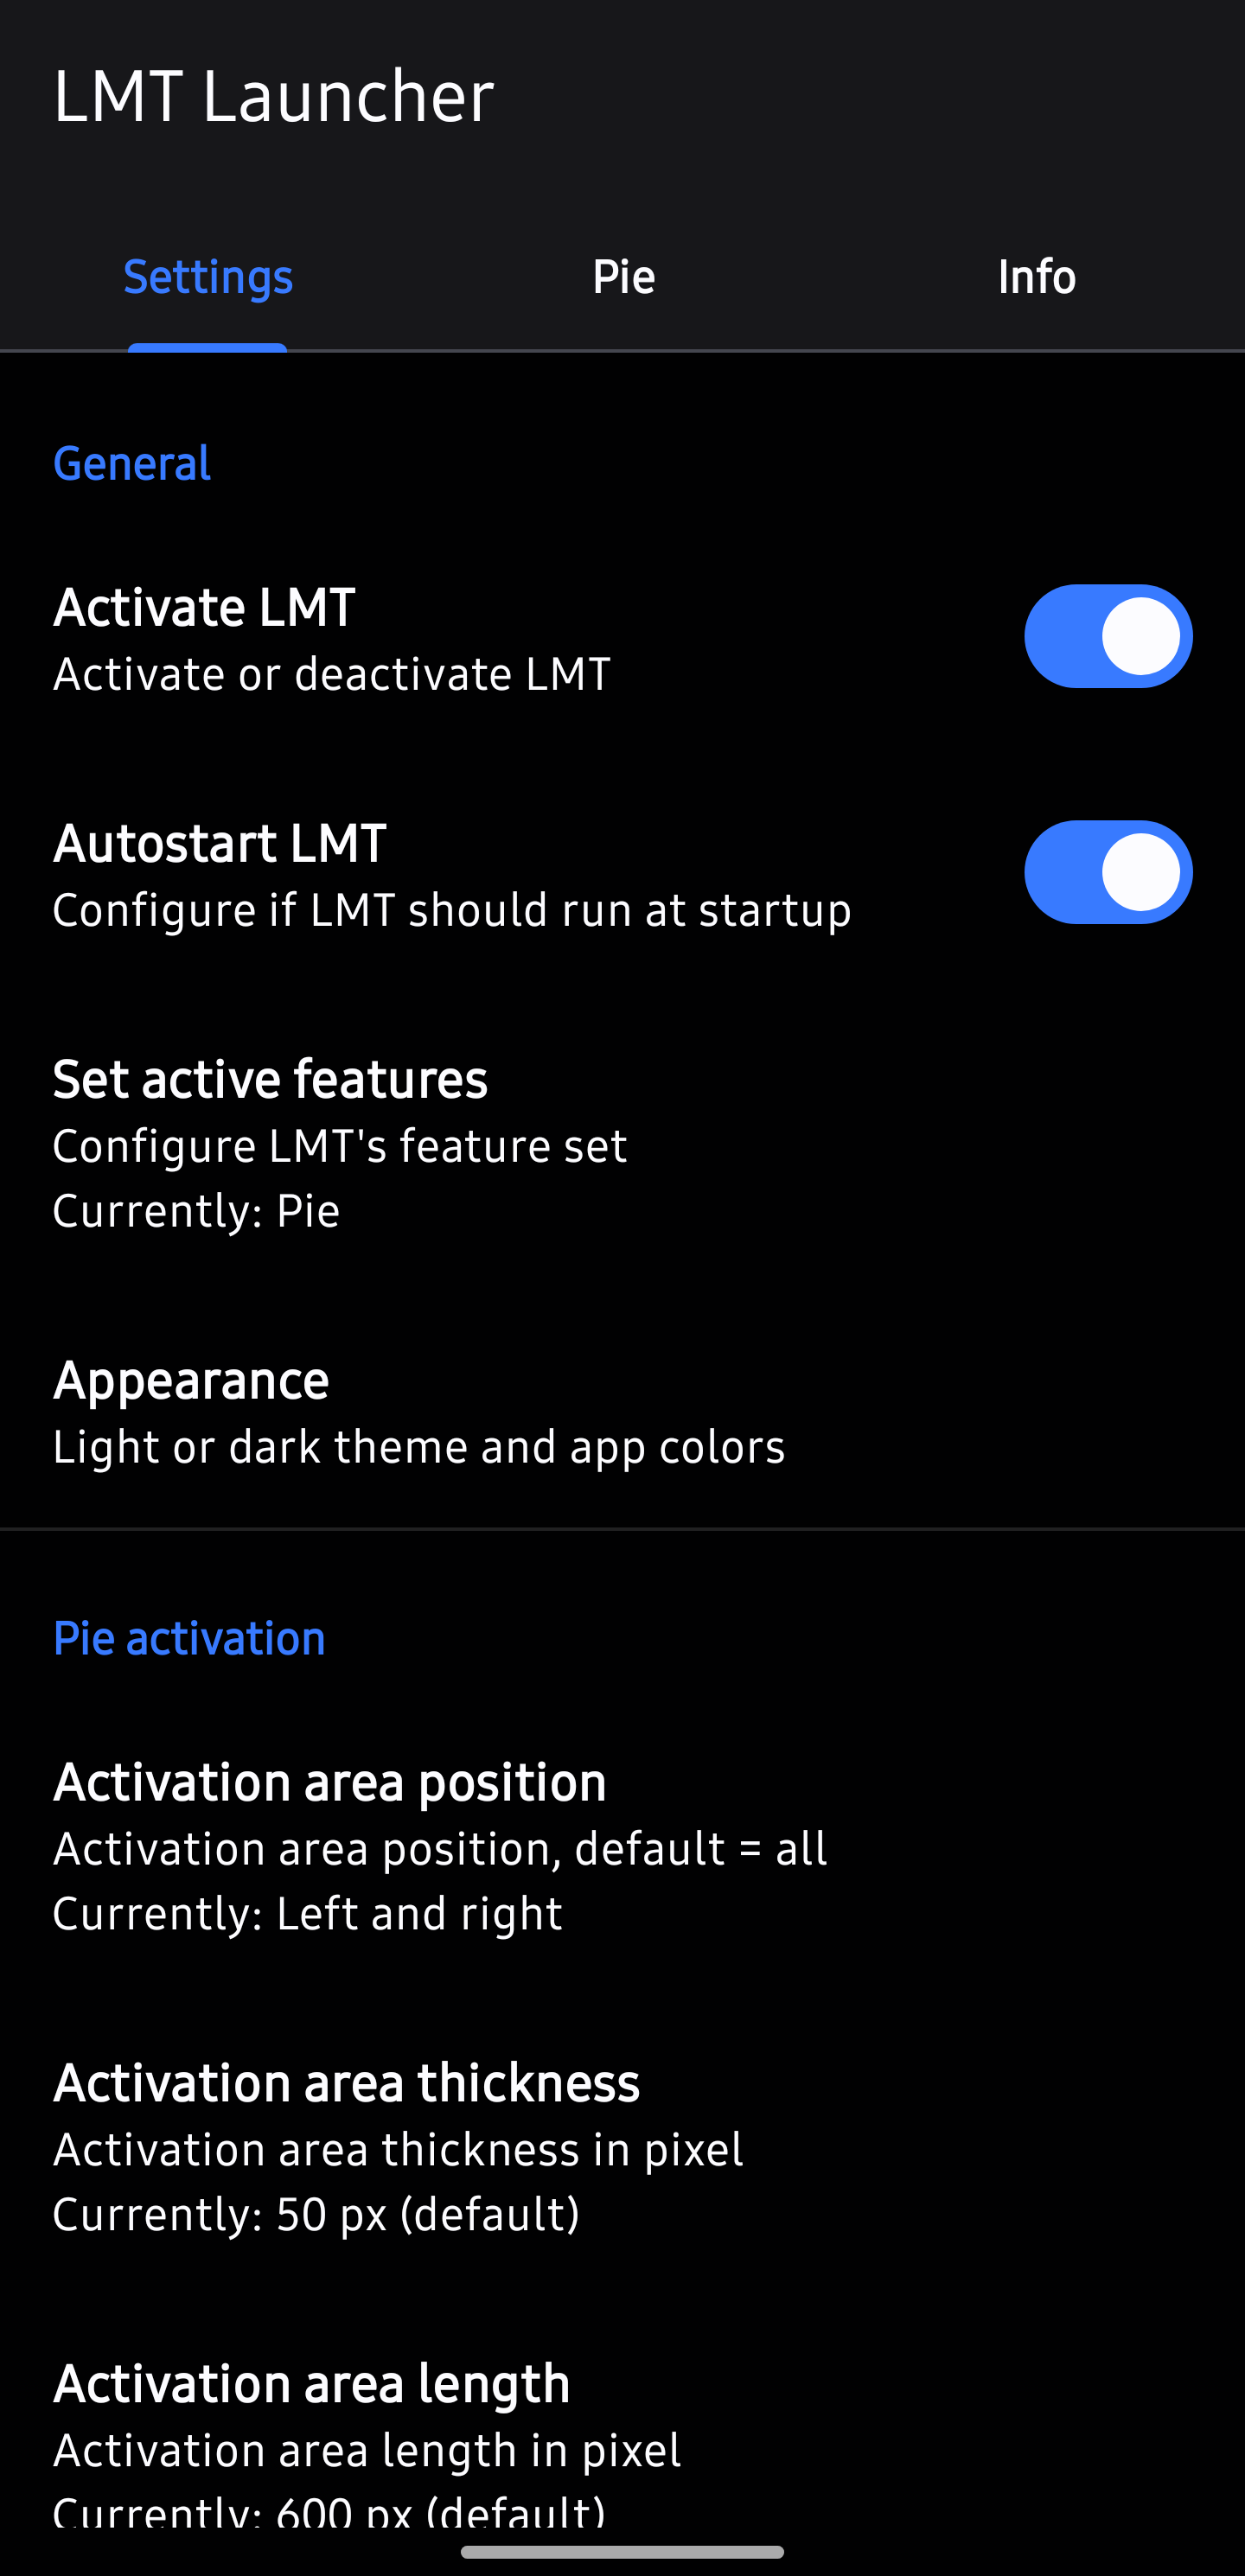 LMT Launcher
Settings Pie Info
General
Activate LMT
Activate or deactivate LMT
Autostart LMT
Configure if LMT should run at startup
Set active features
Configure LMT's feature set
Currently: Pie
Appearance
Light or dark theme and app colors
Pie activation
Activation area position
Activation area position, default = all
Currently: Left and right
Activation area thickness
Activation area thickness in pixel
Currently: 50 px (default)
Activation area length
Activation area length in pixel
Currently: 600 px (default)